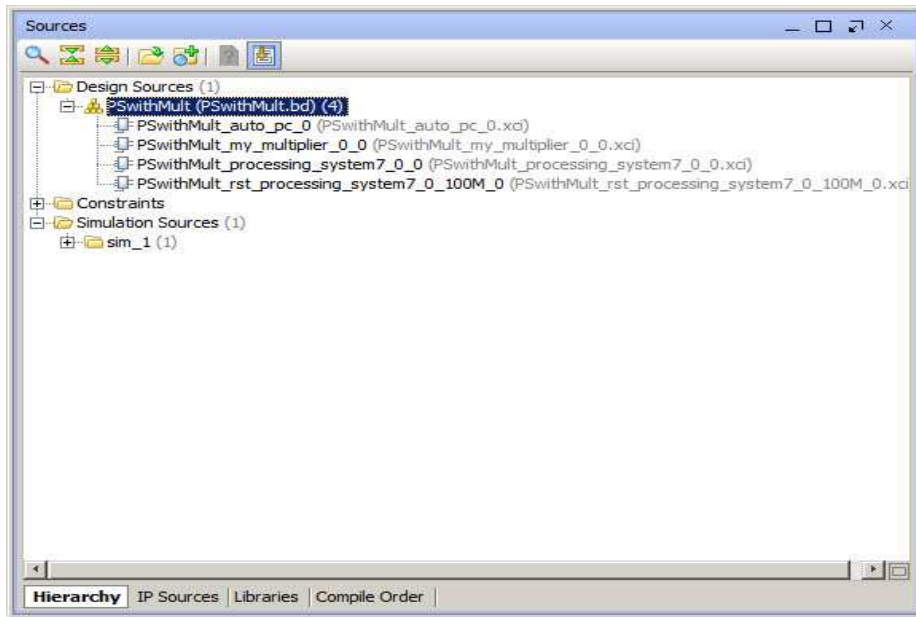 Sources
Design Sources (1)
PSwithMult (PSwithMult.bd) (4)
PSwithMult_auto_pc_0 (PSwithMult_auto_pc_0.xci)
PSwithMult_my_multiplier_0_0 (PSwithMult_my_multiplier_0_0.xci)
PSwithMult_processing_system7_0_0 (PSwithMult_processing_system7_0_0.xci)
PSwithMult_rst_processing_system7_0_100M_0 (PSwithMult_rst_processing_system7_0_100M_0.xci
Constraints
Simulation Sources (1)
sim_1 (1)
Hierarchy IP Sources Libraries Compile Order